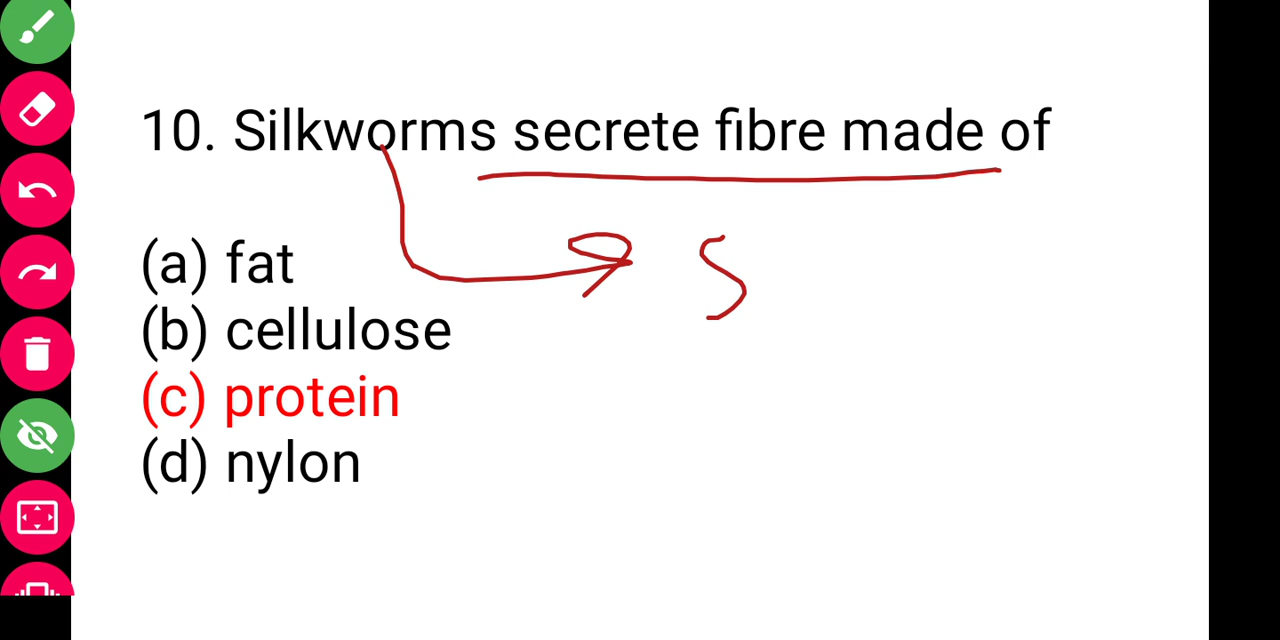 10. Silkworms secrete fibre made of
S
(a) fat
(b) cellulose
(c) protein
(d) nylon